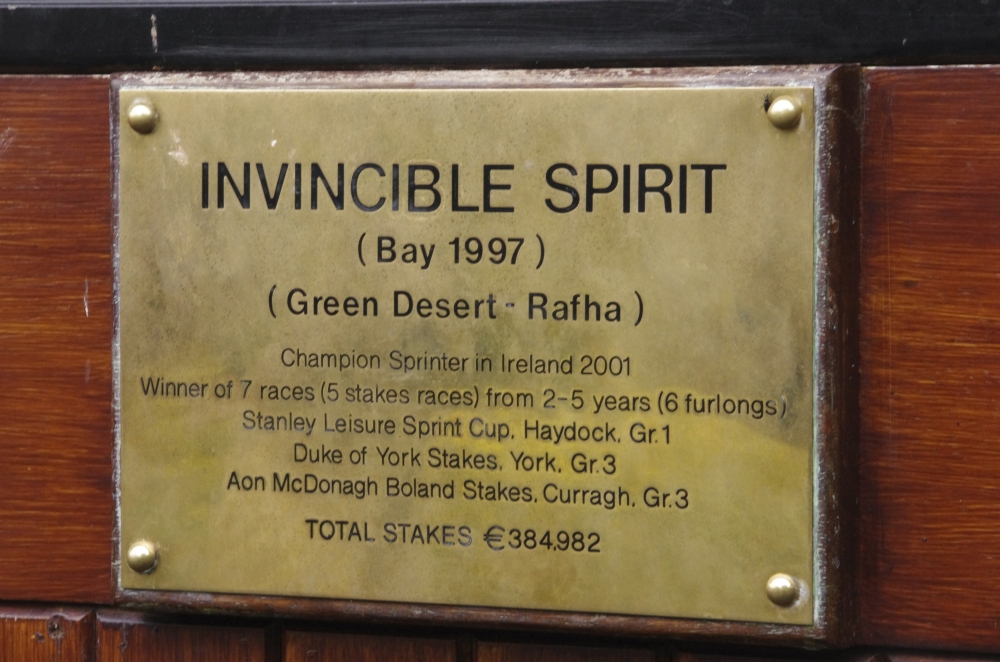 INVINCIBLE SPIRIT
(Bay 1997)
(Green Desert - Rafha)
Champion Sprinter in Ireland 2001
Winner of 7 races (5 stakes races) from 2-5 years (6 furlongs)
Stanley Leisure Sprint Cup, Haydock, Gr.1
Duke of York Stakes, York, Gr.3
Aon McDonagh Boland Stakes, Curragh, Gr.3
TOTAL STAKES €384,982